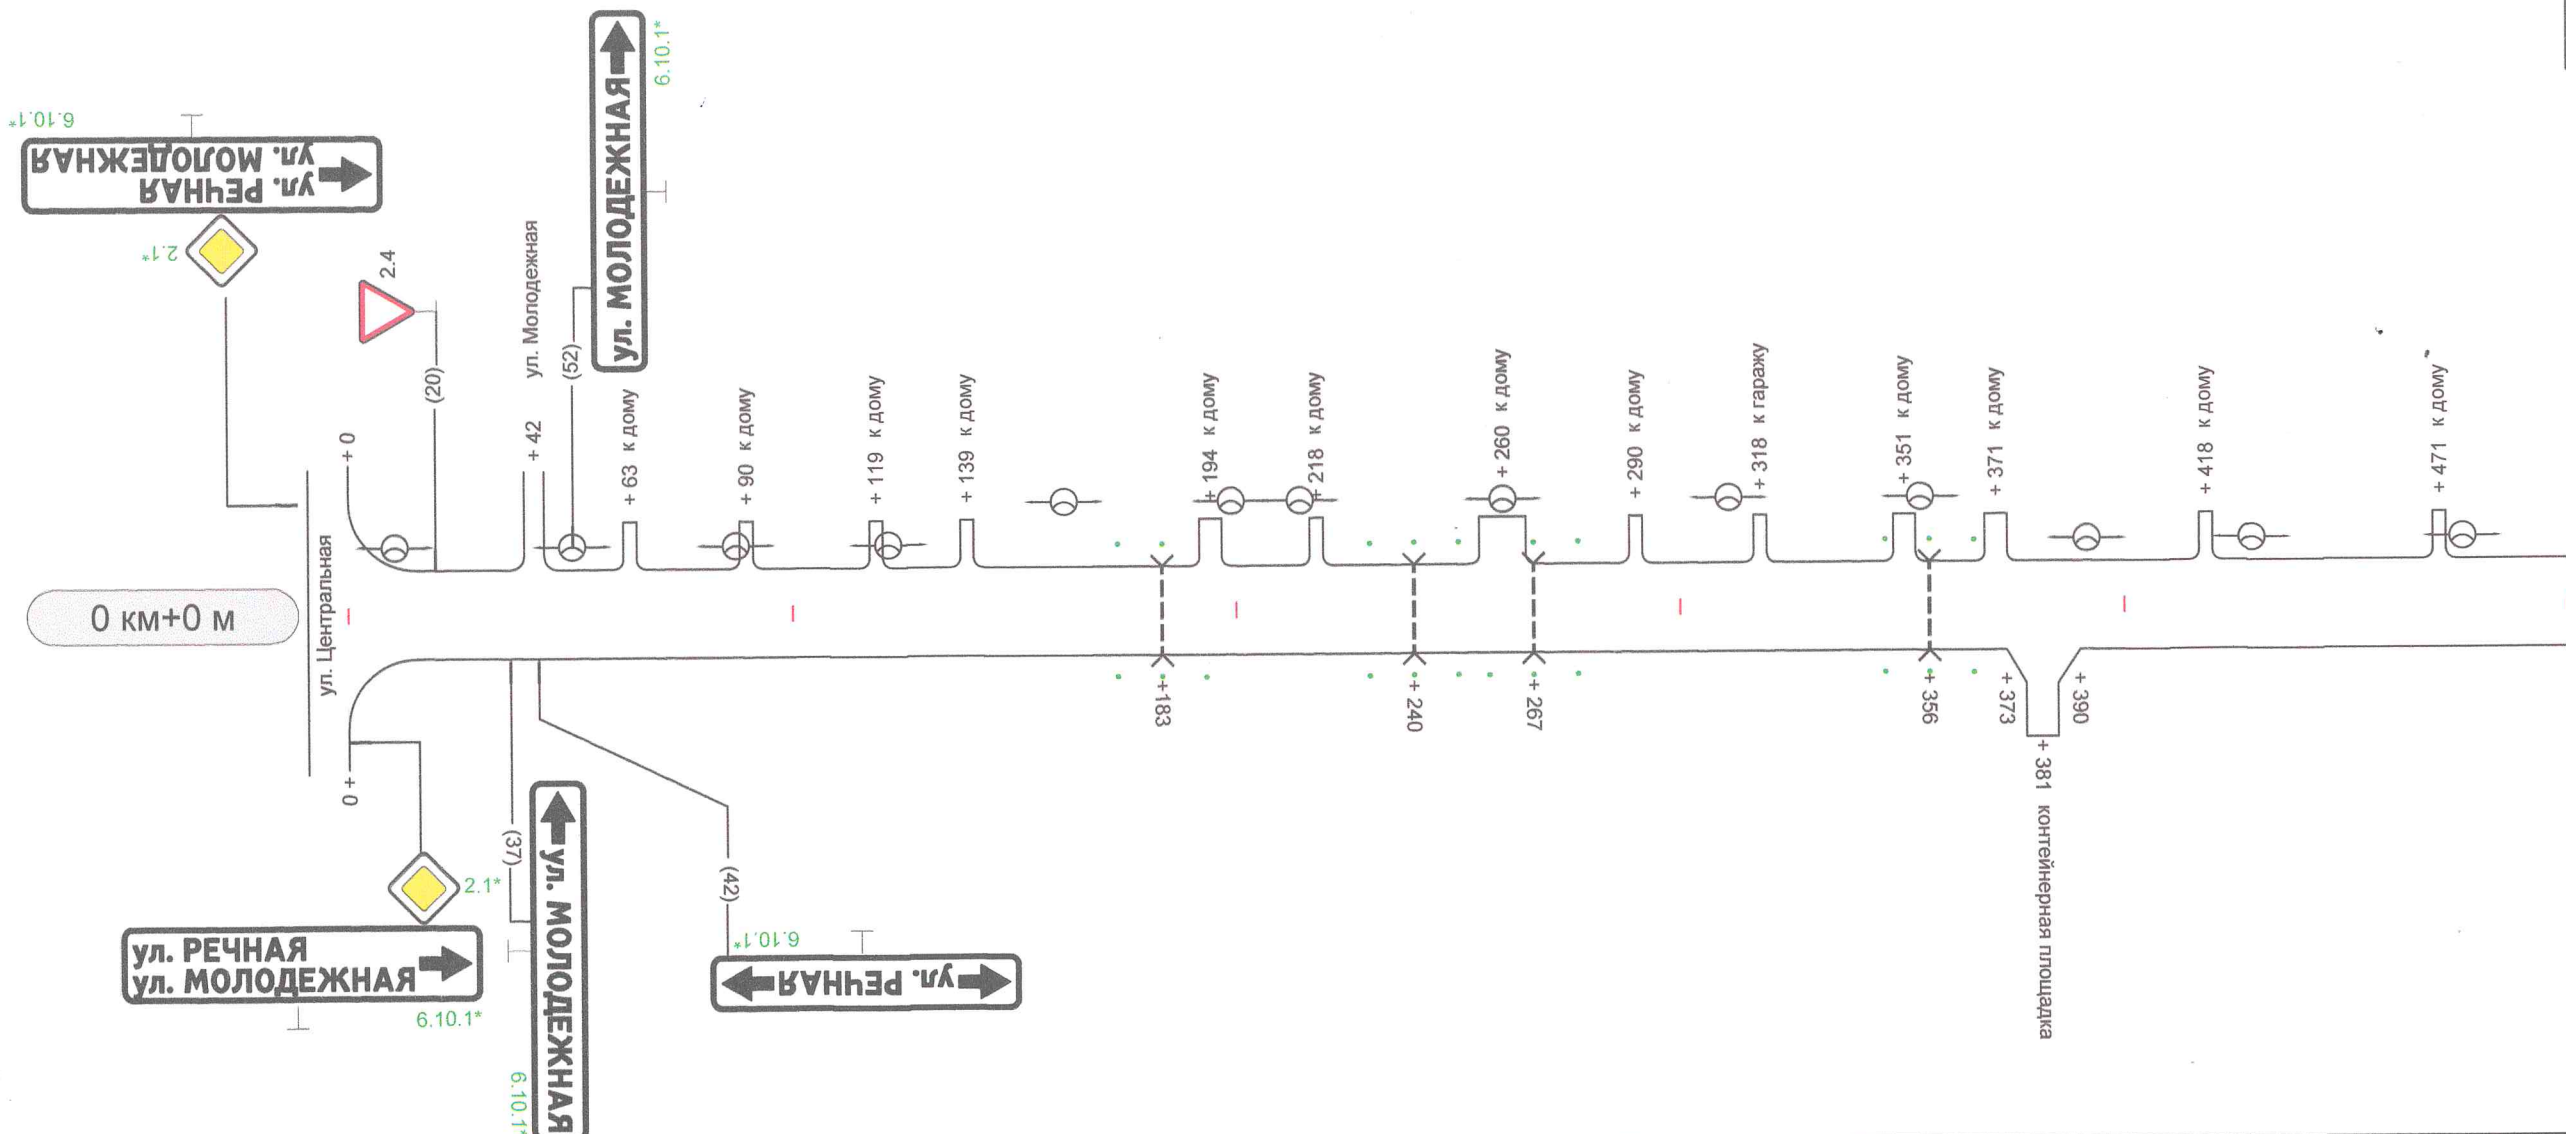 6.10.1*
ул. РЕЧНАЯ
ул. МОЛОДЕЖНАЯ
2.1*
2.4
(20)
+ 0
ул. Молодежная
+ 42
(52)
ул. МОЛОДЕЖНАЯ
6.10.1*
+ 63 к дому
+ 90 к дому
+ 119 к дому
+ 139 к дому
+194 к дому
+218 к дому
+ 260 к дому
+ 290 к дому
+ 318 к гаражу
+ 351 к дому
+ 371 к дому
+ 418 к дому
+ 471 к дому
0 км+0 м
ул. Центральная
+183
+ 240
+ 267
+ 356
+ 373
+ 390
+ 381 контейнерная площадка
0 +
2.1*
ул. РЕЧНАЯ
ул. МОЛОДЕЖНАЯ
6.10.1*
(37)
ул. МОЛОДЕЖНАЯ
6.10.1*
(42)
6.10.1*
ул. РЕЧНАЯ